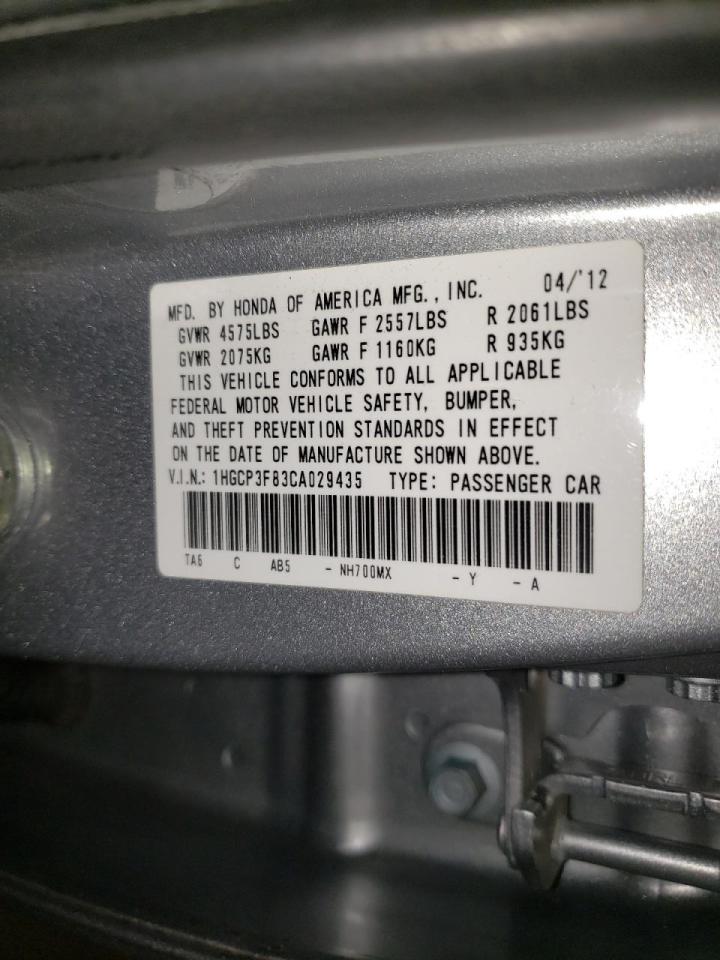 MFD. BY HONDA OF AMERICA MFG., INC. 04/'12
GVWR 4575LBS GAWR F 2557LBS R 2061LBS
GVWR 2075KG GAWR F 1160KG R 935KG
THIS VEHICLE CONFORMS TO ALL APPLICABLE
FEDERAL MOTOR VEHICLE SAFETY, BUMPER,
AND THEFT PREVENTION STANDARDS IN EFFECT
ON THE DATE OF MANUFACTURE SHOWN ABOVE.
V.I.N.: 1HGCP3F83CA029435 TYPE: PASSENGER CAR
TA6 C AB5 - NH700MX - Y - A